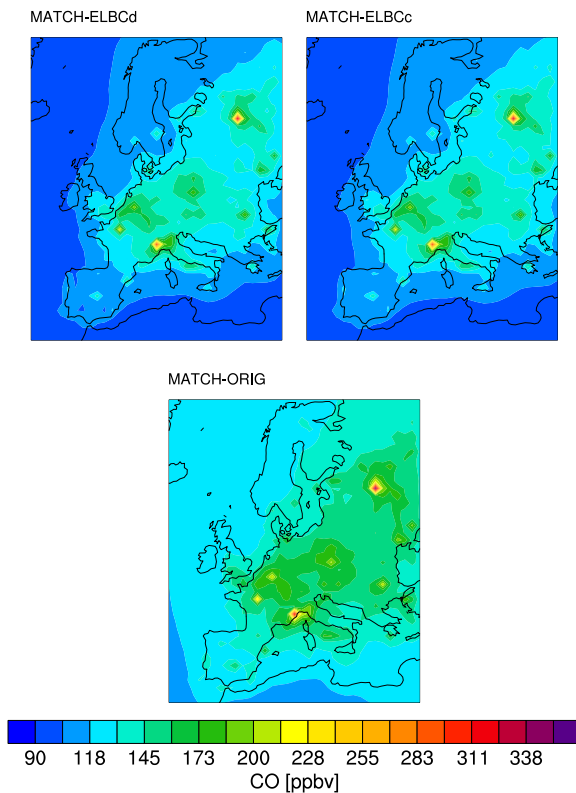 MATCH-ELBCd MATCH-ELBCc
MATCH-ORIG
90 118 145 173 200 228 255 283 311 338
CO [ppbv]